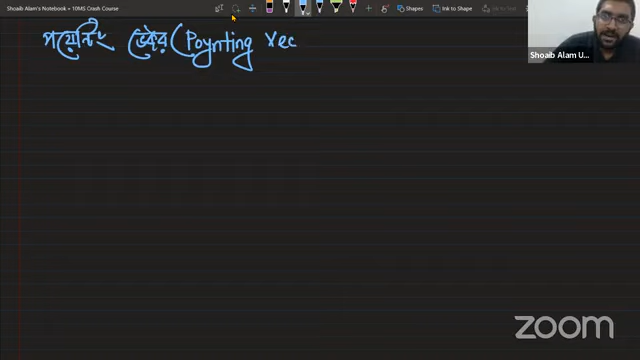 Shoaib Alam's Notebook » 10MS Crash Course
Shapes
Ink to Shape
পয়েন্টিং ভেক্টর (Poynting Vec
Shoaib Alam U...
zoom